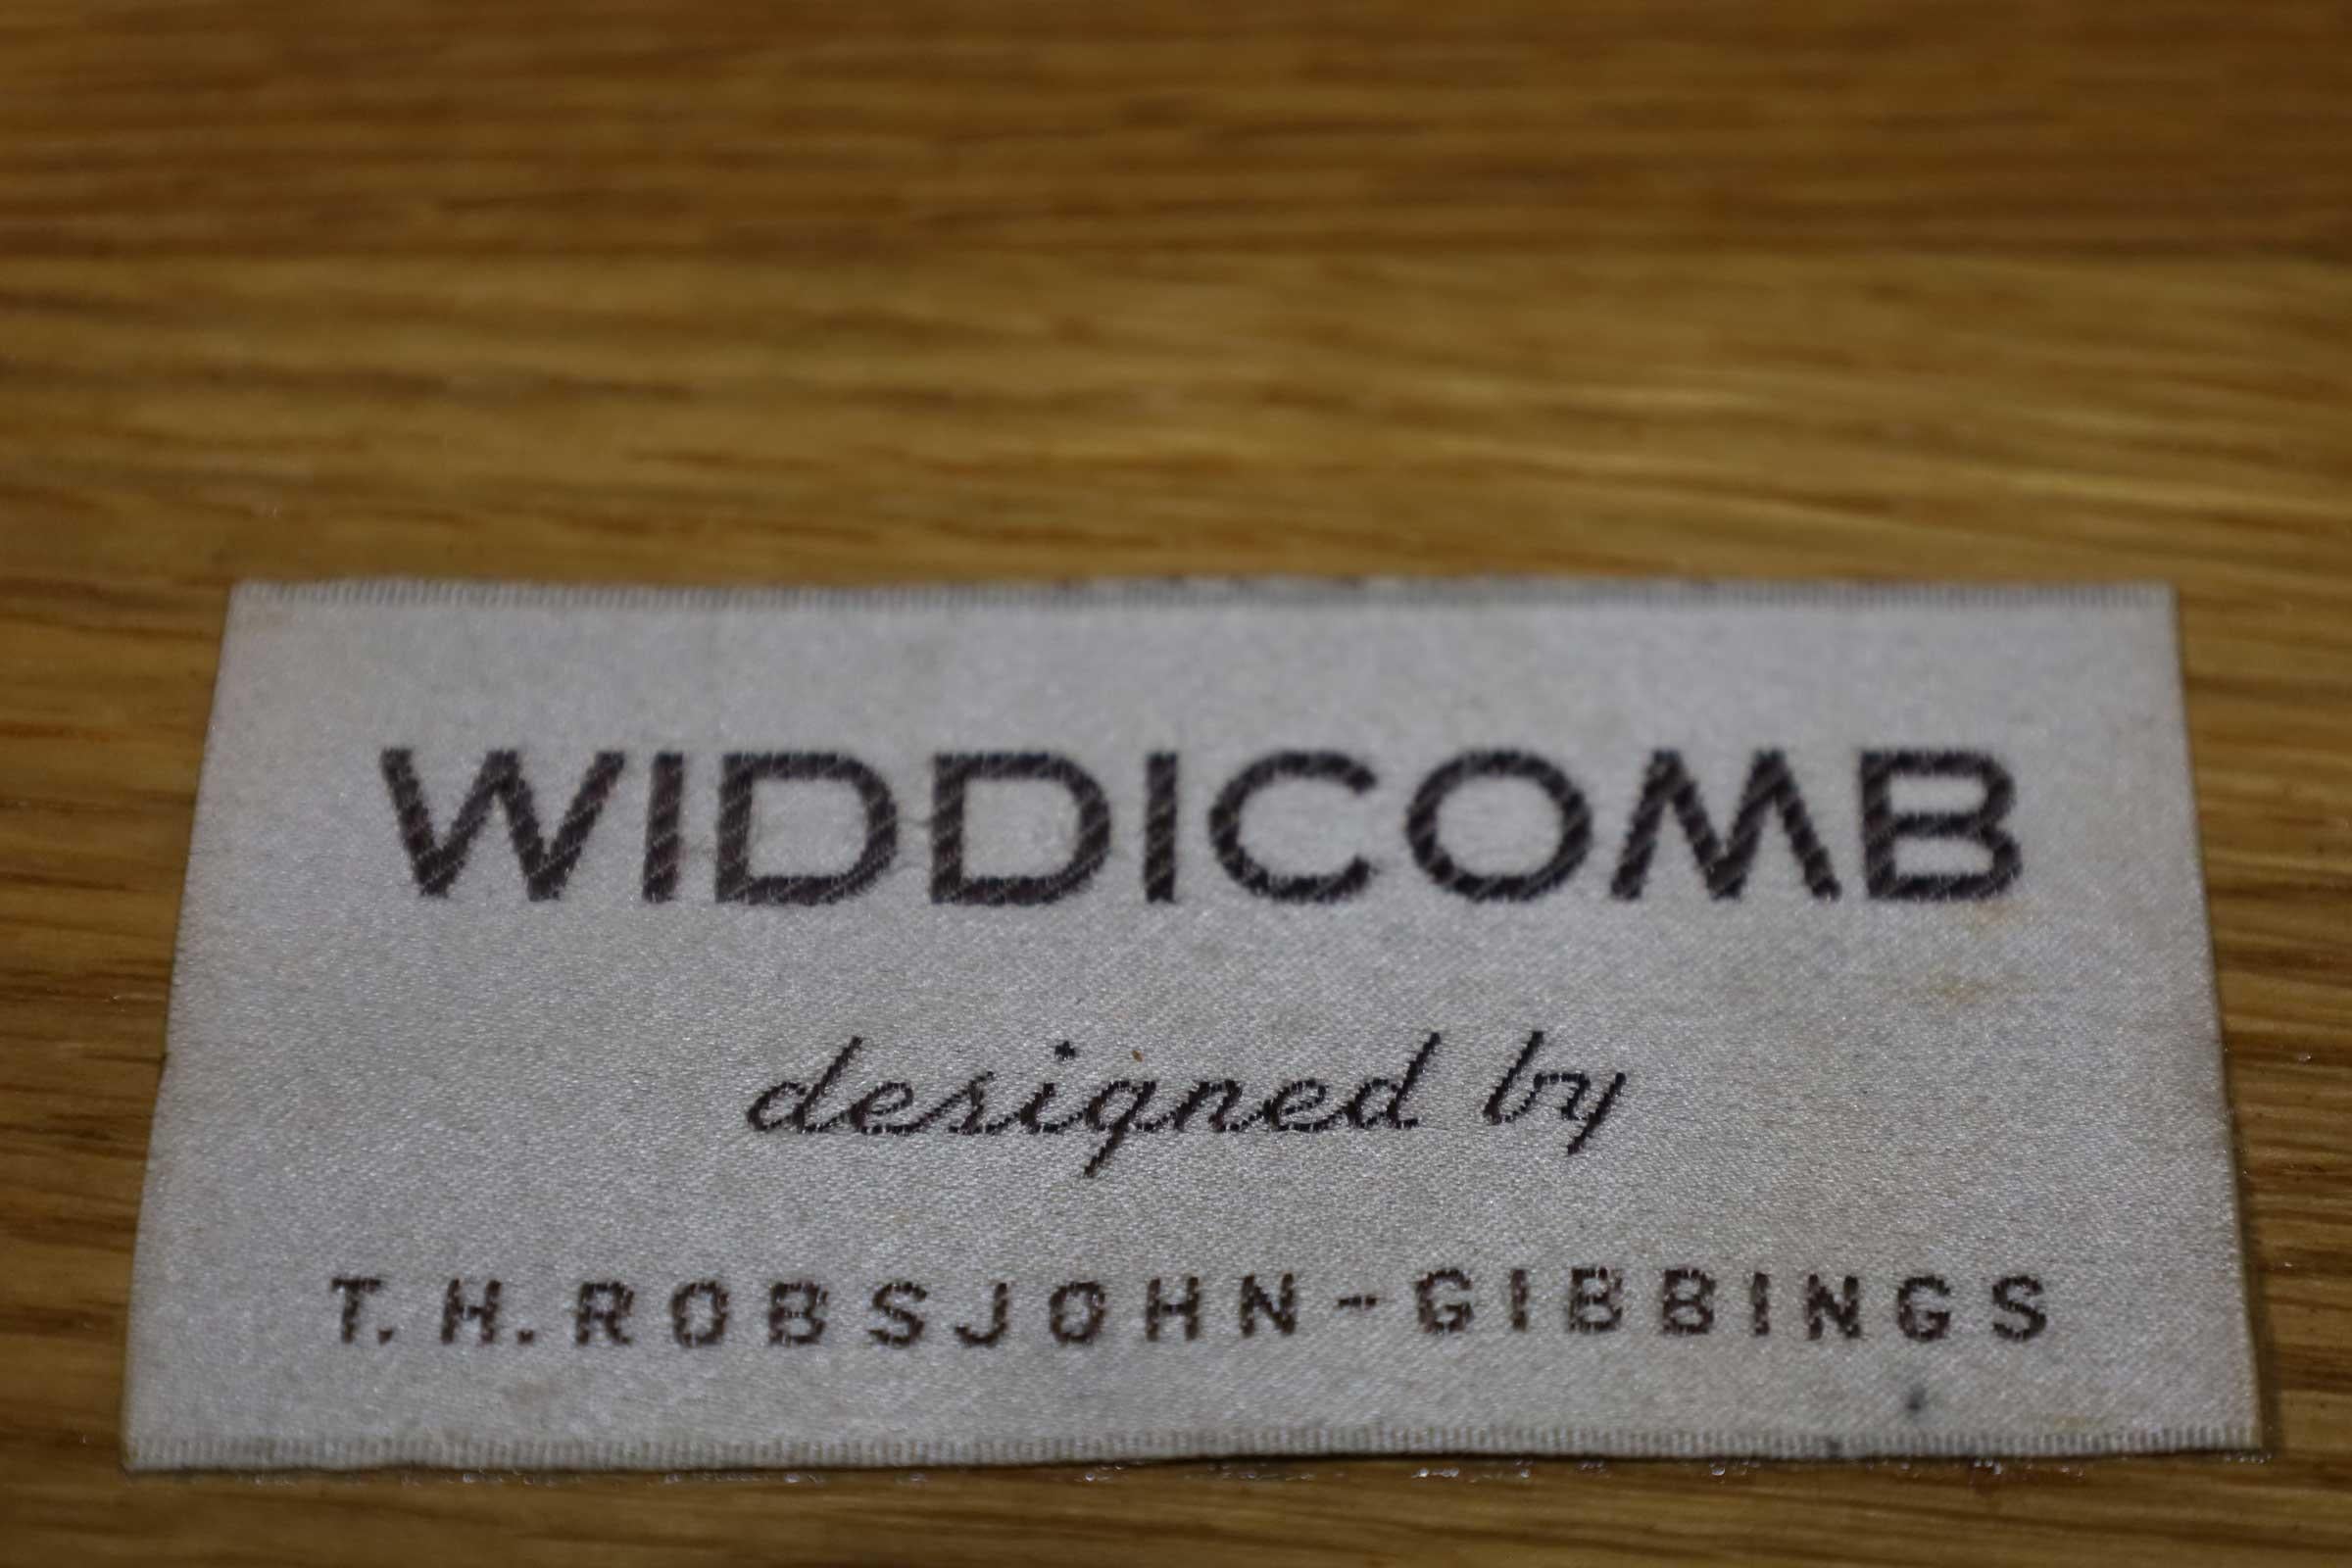 WIDDICOMB
designed by
T. H. ROBSJOHN-GIBBINGS